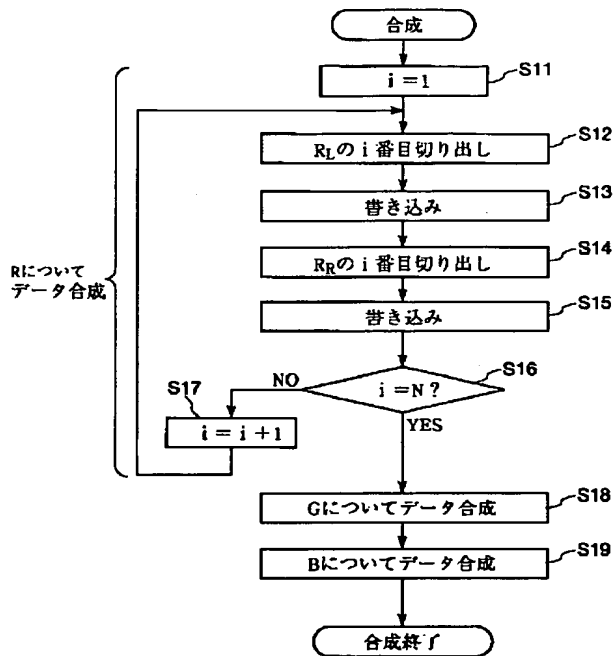 合成
S11
i=1
S12
RLのi番目切り出し
S13
書き込み
S14
RRのi番目切り出し
S15
書き込み
Rについて
データ合成
S16
i=N?
NO
YES
S17
i=i+1
S18
Gについてデータ合成
S19
Bについてデータ合成
合成終了